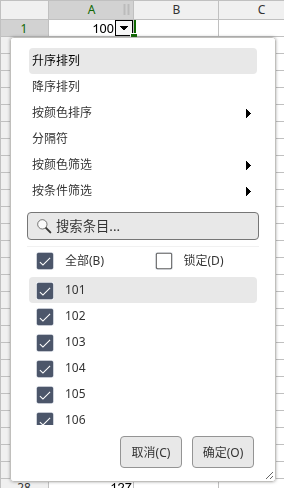 A B C
1 100
升序排列
降序排列
按颜色排序
分隔符
按颜色筛选
按条件筛选
搜索条目...
全部(B) 锁定(D)
101
102
103
104
105
106
取消(C) 确定(O)
28 127